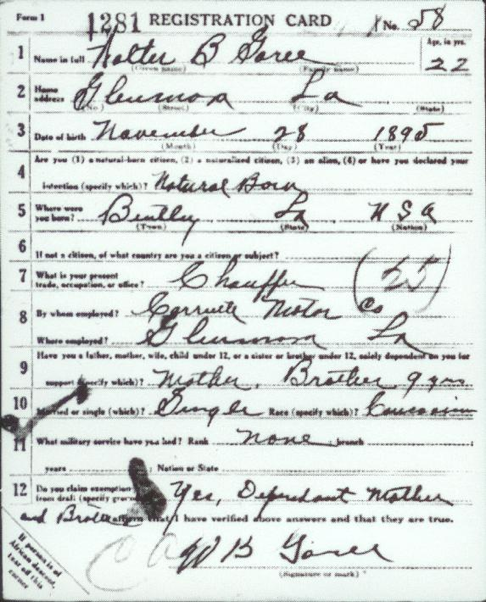 Form 1 1281 REGISTRATION CARD No. 58
1 Name in full Walter B Goree Age, in yrs. 22
(Given name) (Family name)
2 Home address Glenmora La
(No.) (Street) (City) (State)
3 Date of birth November 28 1895
(Month) (Day) (Year)
Are you (1) a natural-born citizen, (2) a naturalized citizen, (3) an alien, (4) or have you declared your
4 intention (specify which)? Natural Born
5 Where were you born? Bentley La U S A
(Town) (State) (Nation)
6 If not a citizen, of what country are you a citizen or subject?
7 What is your present trade, occupation, or office? Chauffer (25)
8 By whom employed? Motor Co
Where employed? Glenmora La
Have you a father, mother, wife, child under 12, or a sister or brother under 12, solely dependent on you for
9 support (specify which)? Mother, Brother, 9 yrs
10 Married or single (which)? Single Race (specify which)? Caucasian
11 What military service have you had? Rank none branch
years Nation or State
12 Do you claim exemption from draft (specify grounds)? Yes, Dependant Mother
and Brother affirm that I have verified above answers and that they are true.
W B Goree
(Signature or mark)
If person is of
African descent,
tear off this
corner